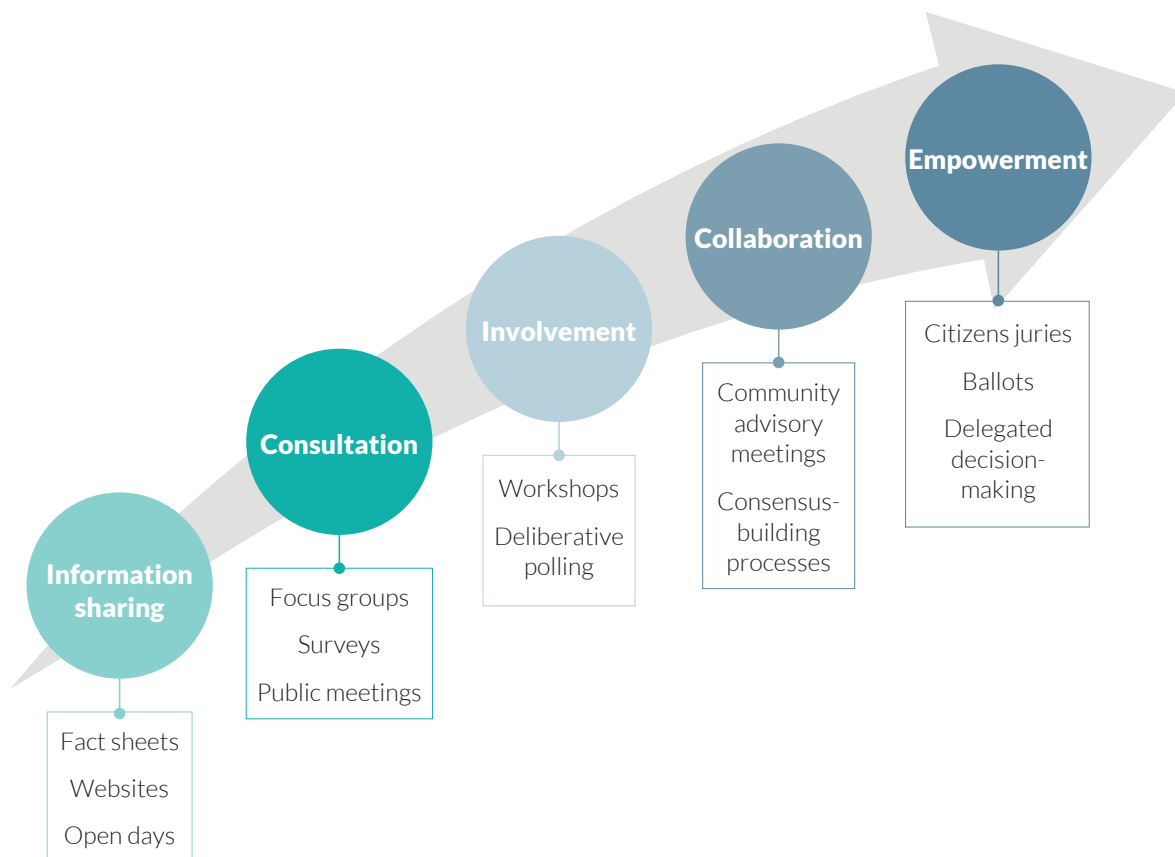 Information
sharing
Fact sheets
Websites
Open days
Consultation
Focus groups
Surveys
Public meetings
Involvement
Workshops
Deliberative
polling
Collaboration
Community
advisory
meetings
Consensus-
building
processes
Empowerment
Citizens juries
Ballots
Delegated
decision-
making